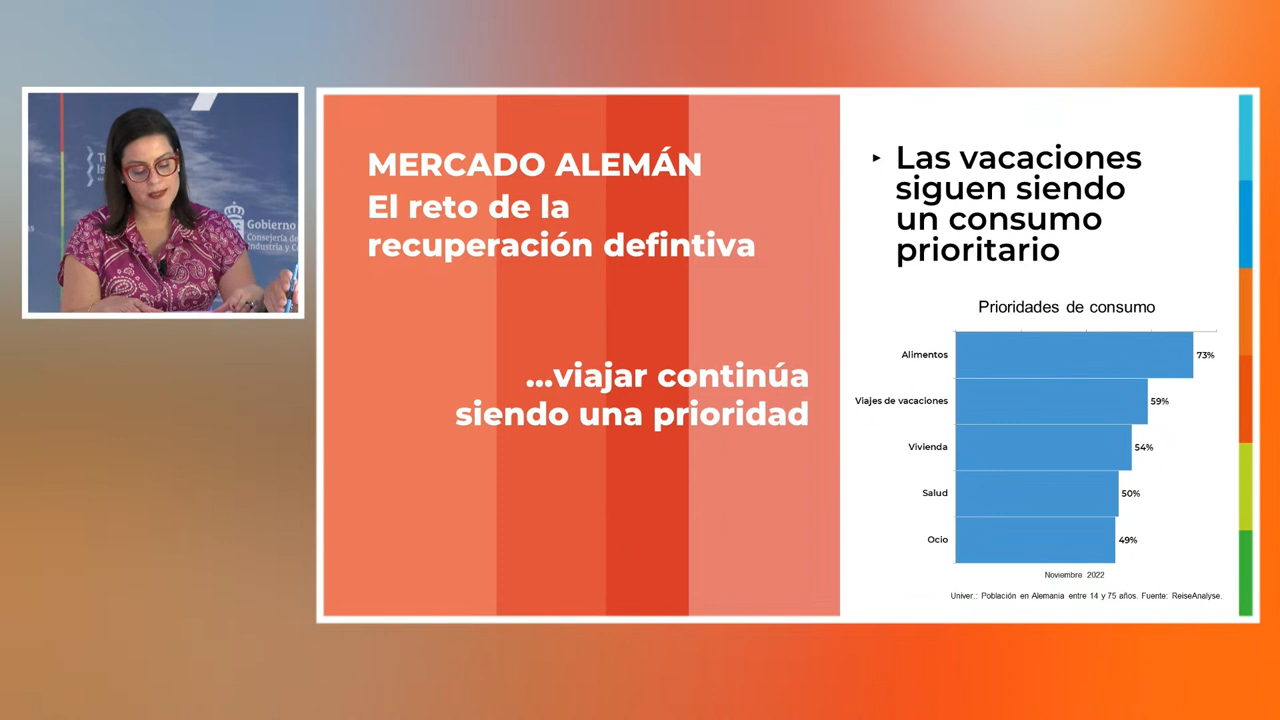 Gobierno
Consejería de
MERCADO ALEMÁN
El reto de la
recuperación defintiva
...viajar continúa
siendo una prioridad
▸ Las vacaciones
siguen siendo
un consumo
prioritario
Prioridades de consumo
Alimentos 73%
Viajes de vacaciones 59%
Vivienda 54%
Salud 50%
Ocio 49%
Noviembre 2022
Univer.: Población en Alemania entre 14 y 75 años. Fuente: ReiseAnalyse.